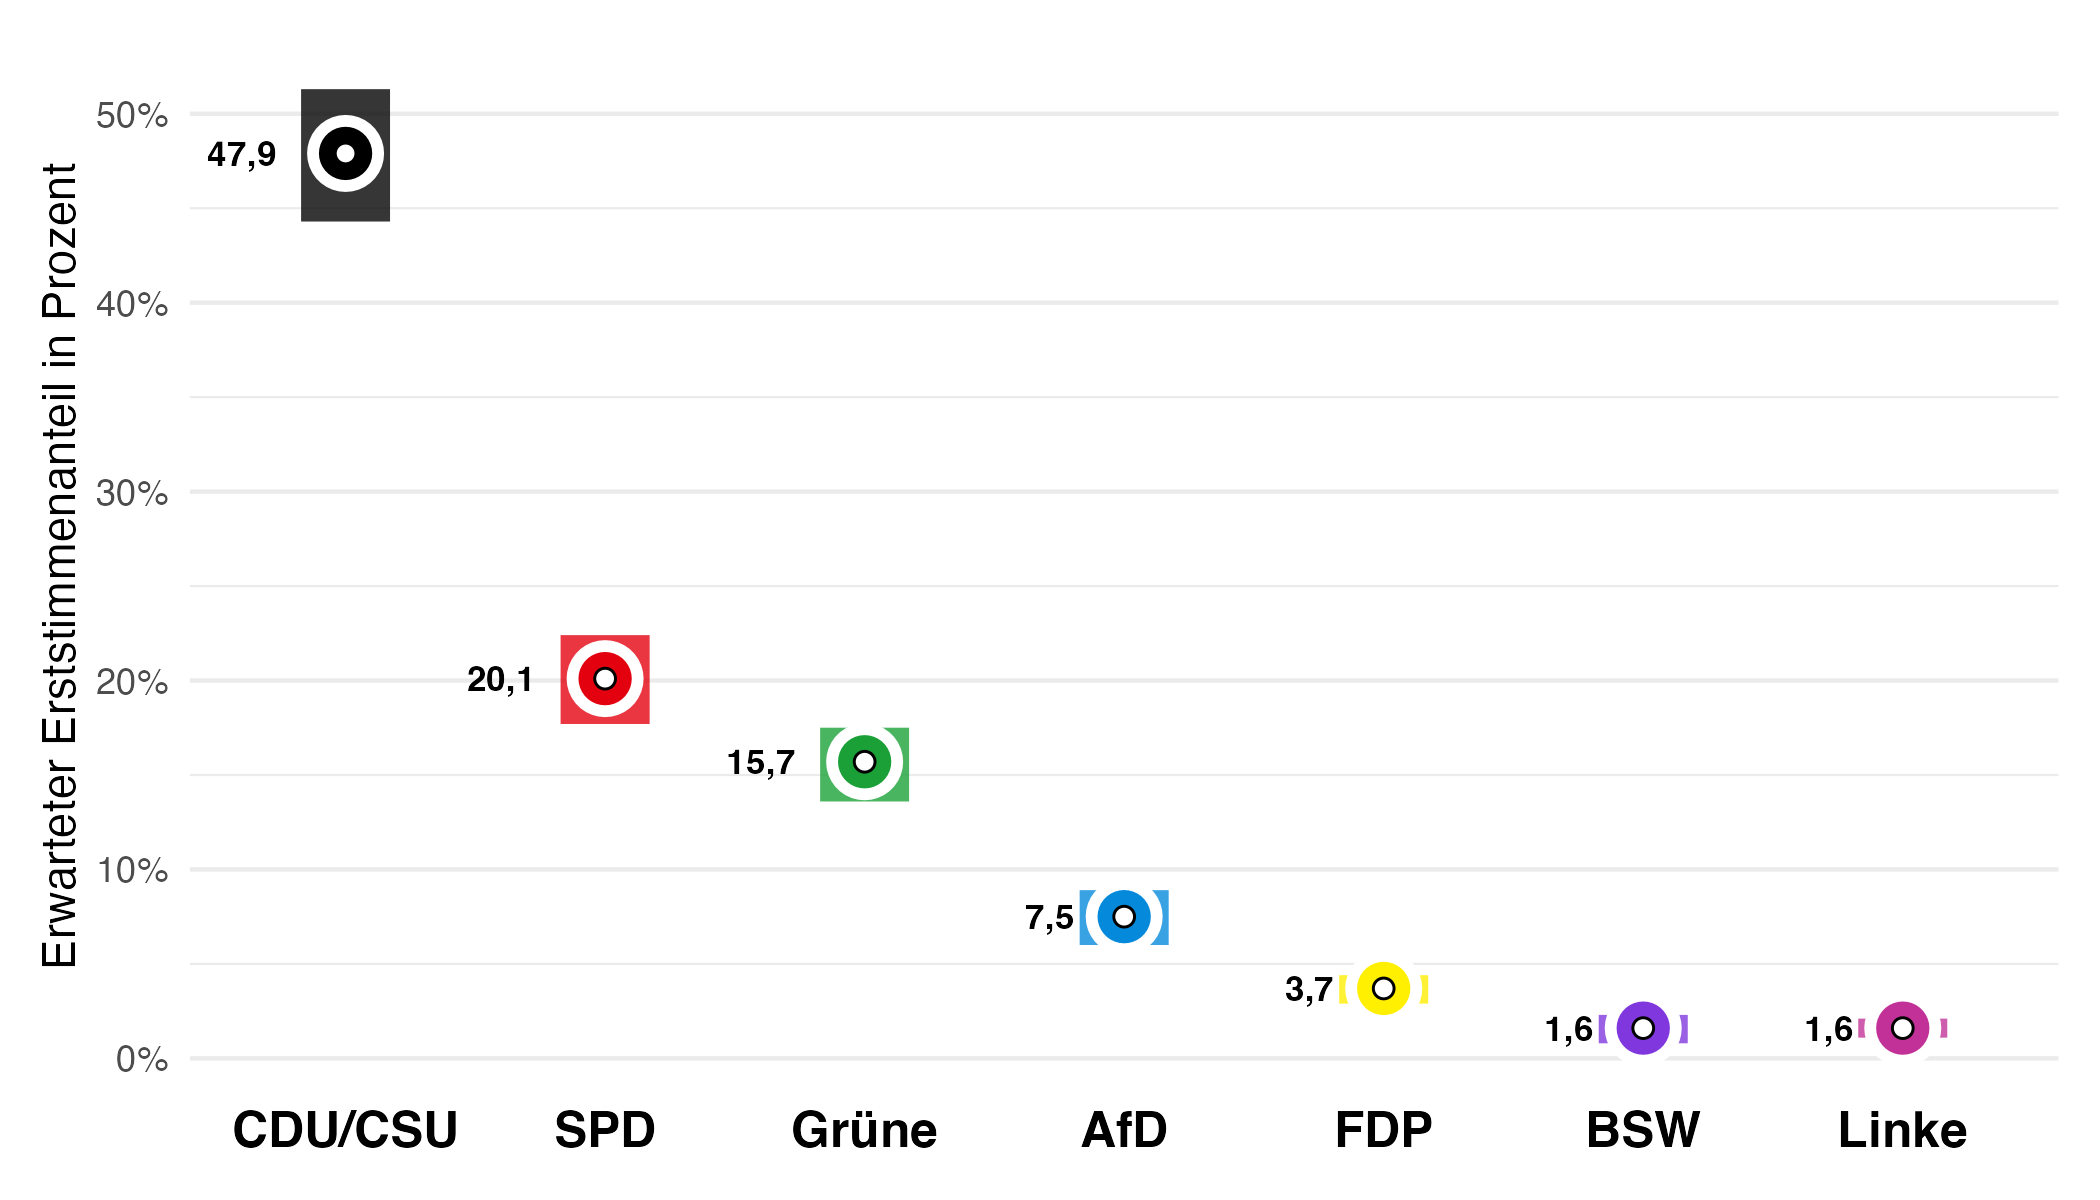 Erwarteter Erststimmenanteil in Prozent
50%
40%
30%
20%
10%
0%
47,9
20,1
15,7
7,5
3,7
1,6
1,6
CDU/CSU
SPD
Grüne
AfD
FDP
BSW
Linke